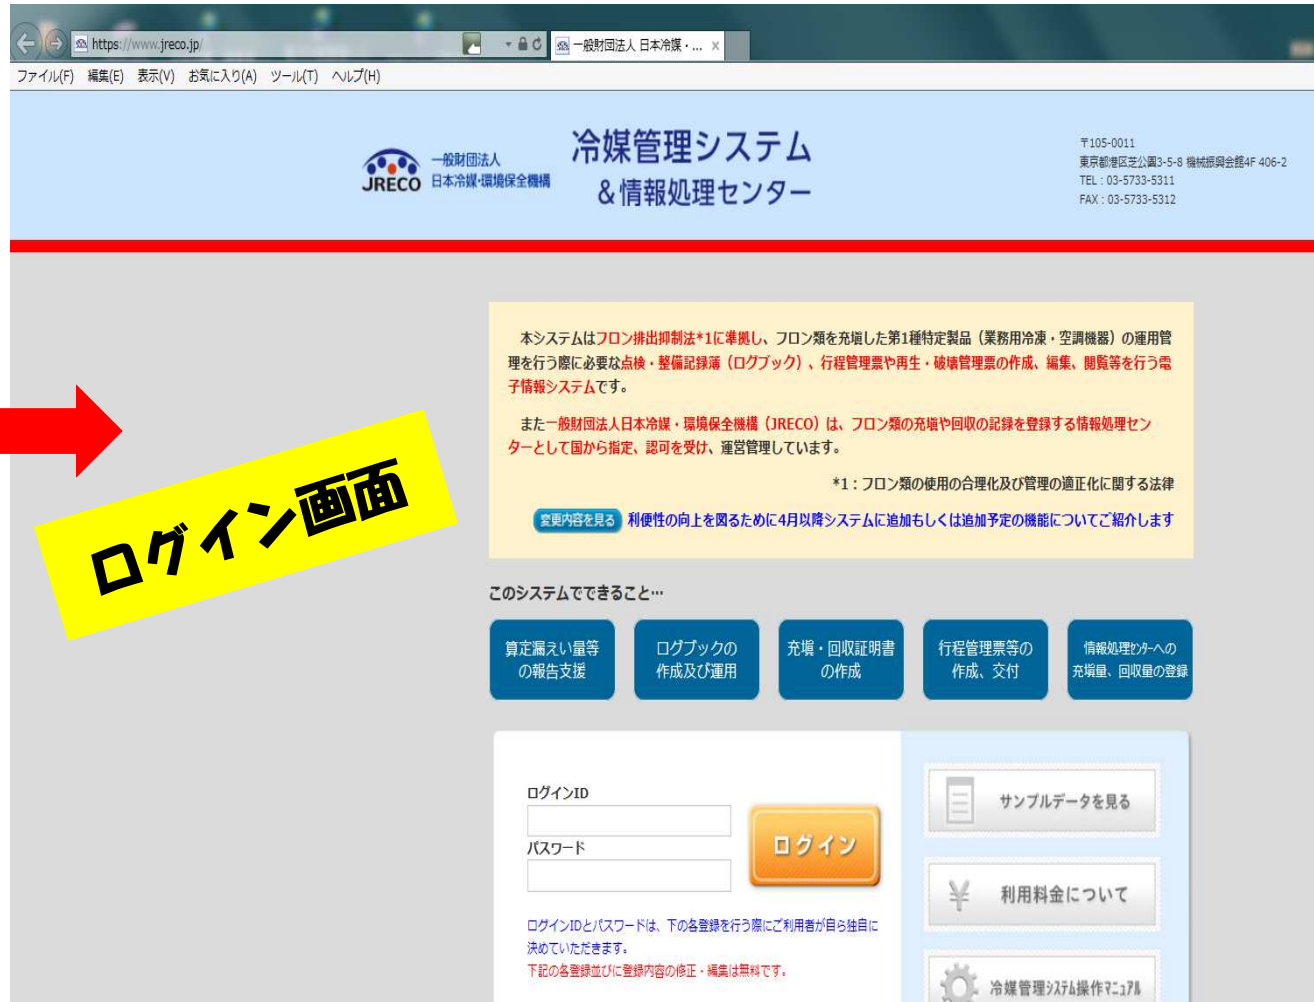 https://www.jreco.jp/
一般財団法人 日本冷媒・... ×
ファイル(F) 編集(E) 表示(V) お気に入り(A) ツール(T) ヘルプ(H)
JRECO
一般財団法人
日本冷媒・環境保全機構
冷媒管理システム
&情報処理センター
〒105-0011
東京都港区芝公園3-5-8 機械振興会館4F 406-2
TEL : 03-5733-5311
FAX : 03-5733-5312
本システムはフロン排出抑制法*1に準拠し、フロン類を充塡した第1種特定製品（業務用冷凍・空調機器）の運用管
理を行う際に必要な点検・整備記録簿（ログブック）、行程管理票や再生・破壊管理票の作成、編集、閲覧等を行う電
子情報システムです。
また一般財団法人日本冷媒・環境保全機構（JRECO）は、フロン類の充塡や回収の記録を登録する情報処理セン
ターとして国から指定、認可を受け、運営管理しています。
*1：フロン類の使用の合理化及び管理の適正化に関する法律
変更内容を見る 利便性の向上を図るために4月以降システムに追加もしくは追加予定の機能についてご紹介します
ログイン画面
このシステムでできること…
算定漏えい量等
の報告支援
ログブックの
作成及び運用
充塡・回収証明書
の作成
行程管理票等の
作成、交付
情報処理センターへの
充塡量、回収量の登録
ログインID
パスワード
ログイン
ログインIDとパスワードは、下の各登録を行う際にご利用者が自ら独自に
決めていただきます。
下記の各登録並びに登録内容の修正・編集は無料です。
サンプルデータを見る
利用料金について
冷媒管理システム操作マニュアル